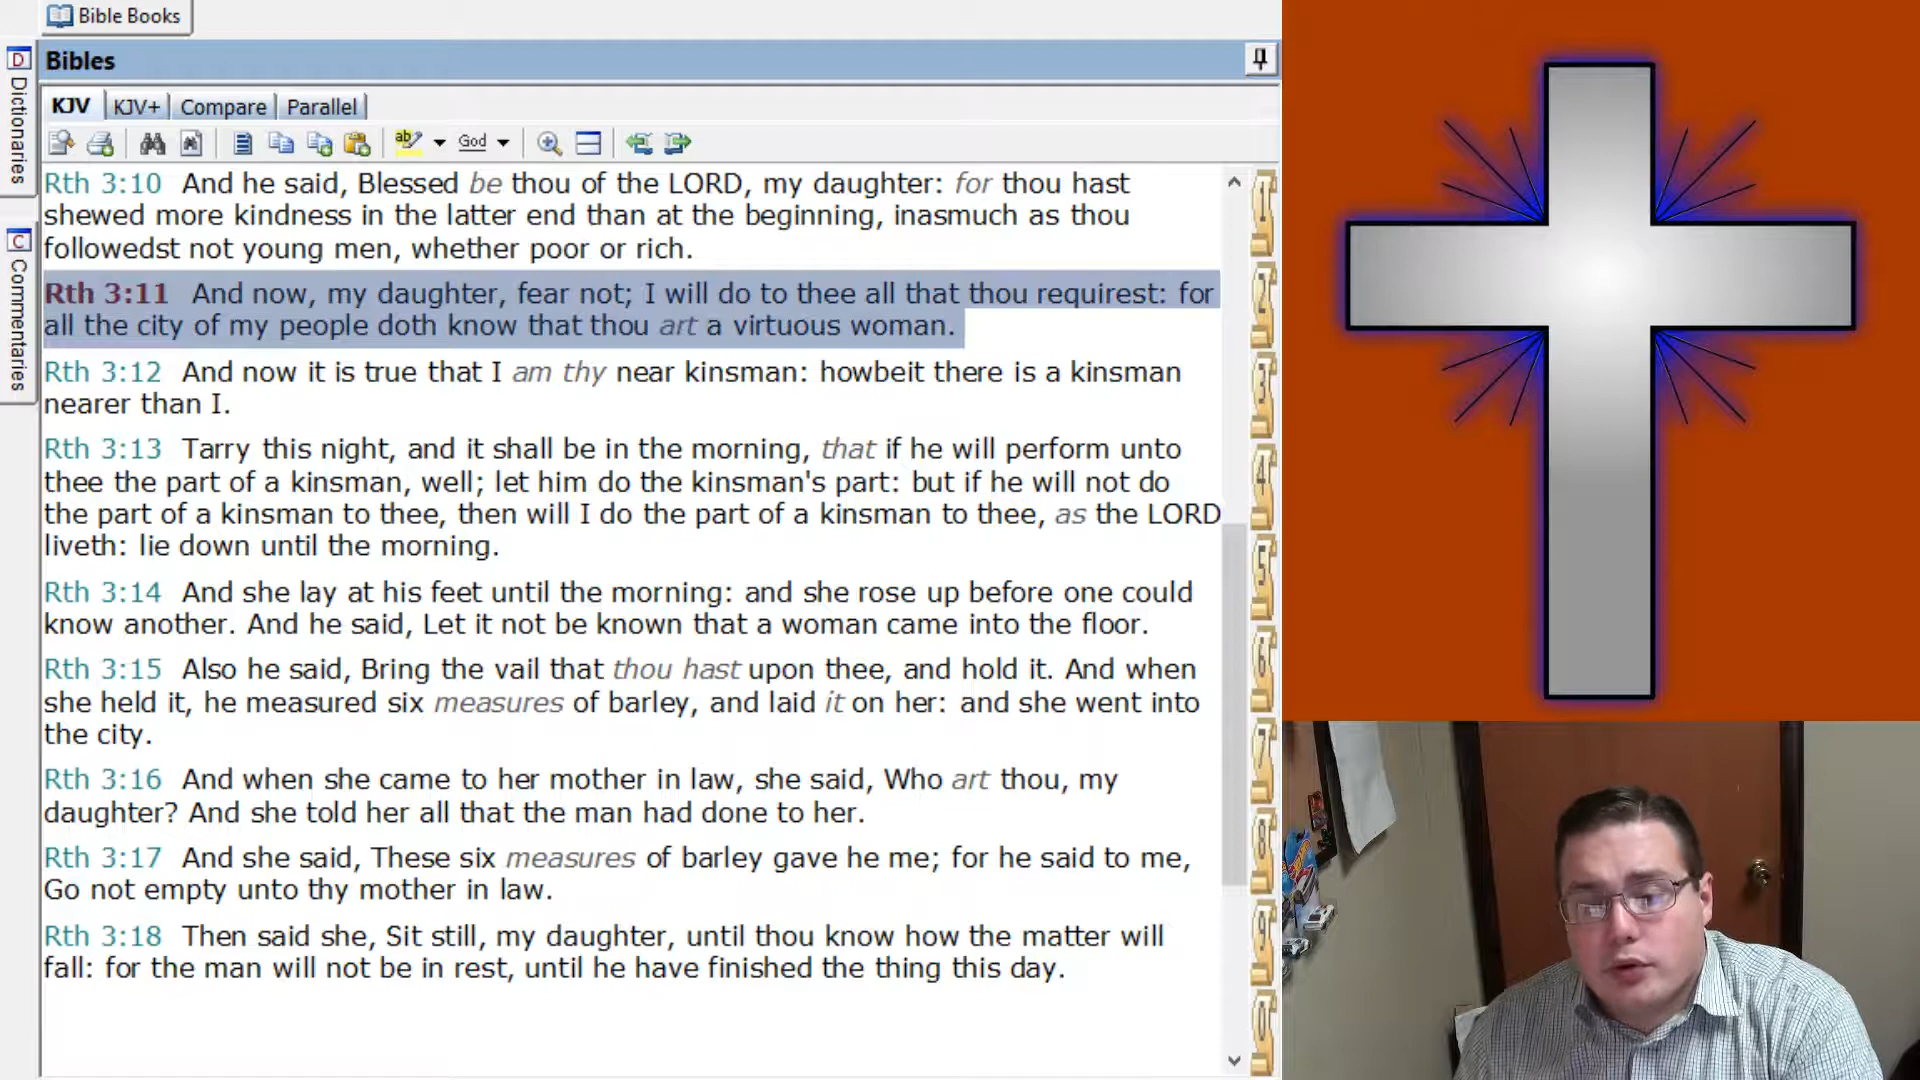 Bible Books
Bibles
D
Dictionaries
C
Commentaries
KJV KJV+ Compare Parallel
ab God
Rth 3:10 And he said, Blessed be thou of the LORD, my daughter: for thou hast
shewed more kindness in the latter end than at the beginning, inasmuch as thou
followedst not young men, whether poor or rich.
Rth 3:11 And now, my daughter, fear not; I will do to thee all that thou requirest: for
all the city of my people doth know that thou art a virtuous woman.
Rth 3:12 And now it is true that I am thy near kinsman: howbeit there is a kinsman
nearer than I.
Rth 3:13 Tarry this night, and it shall be in the morning, that if he will perform unto
thee the part of a kinsman, well; let him do the kinsman's part: but if he will not do
the part of a kinsman to thee, then will I do the part of a kinsman to thee, as the LORD
liveth: lie down until the morning.
Rth 3:14 And she lay at his feet until the morning: and she rose up before one could
know another. And he said, Let it not be known that a woman came into the floor.
Rth 3:15 Also he said, Bring the vail that thou hast upon thee, and hold it. And when
she held it, he measured six measures of barley, and laid it on her: and she went into
the city.
Rth 3:16 And when she came to her mother in law, she said, Who art thou, my
daughter? And she told her all that the man had done to her.
Rth 3:17 And she said, These six measures of barley gave he me; for he said to me,
Go not empty unto thy mother in law.
Rth 3:18 Then said she, Sit still, my daughter, until thou know how the matter will
fall: for the man will not be in rest, until he have finished the thing this day.
1
2
3
4
5
6
7
8
9
0